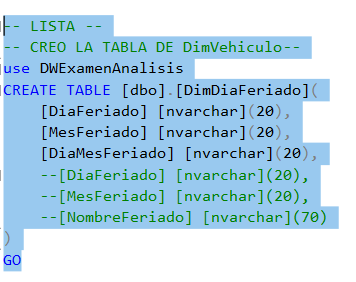 -- LISTA --
-- CREO LA TABLA DE DimVehiculo--
use DWExamenAnalisis
CREATE TABLE [dbo].[DimDiaFeriado](
[DiaFeriado] [nvarchar](20),
[MesFeriado] [nvarchar](20),
[DiaMesFeriado] [nvarchar](20),
--[DiaFeriado] [nvarchar](20),
--[MesFeriado] [nvarchar](20),
--[NombreFeriado] [nvarchar](70)
)
GO